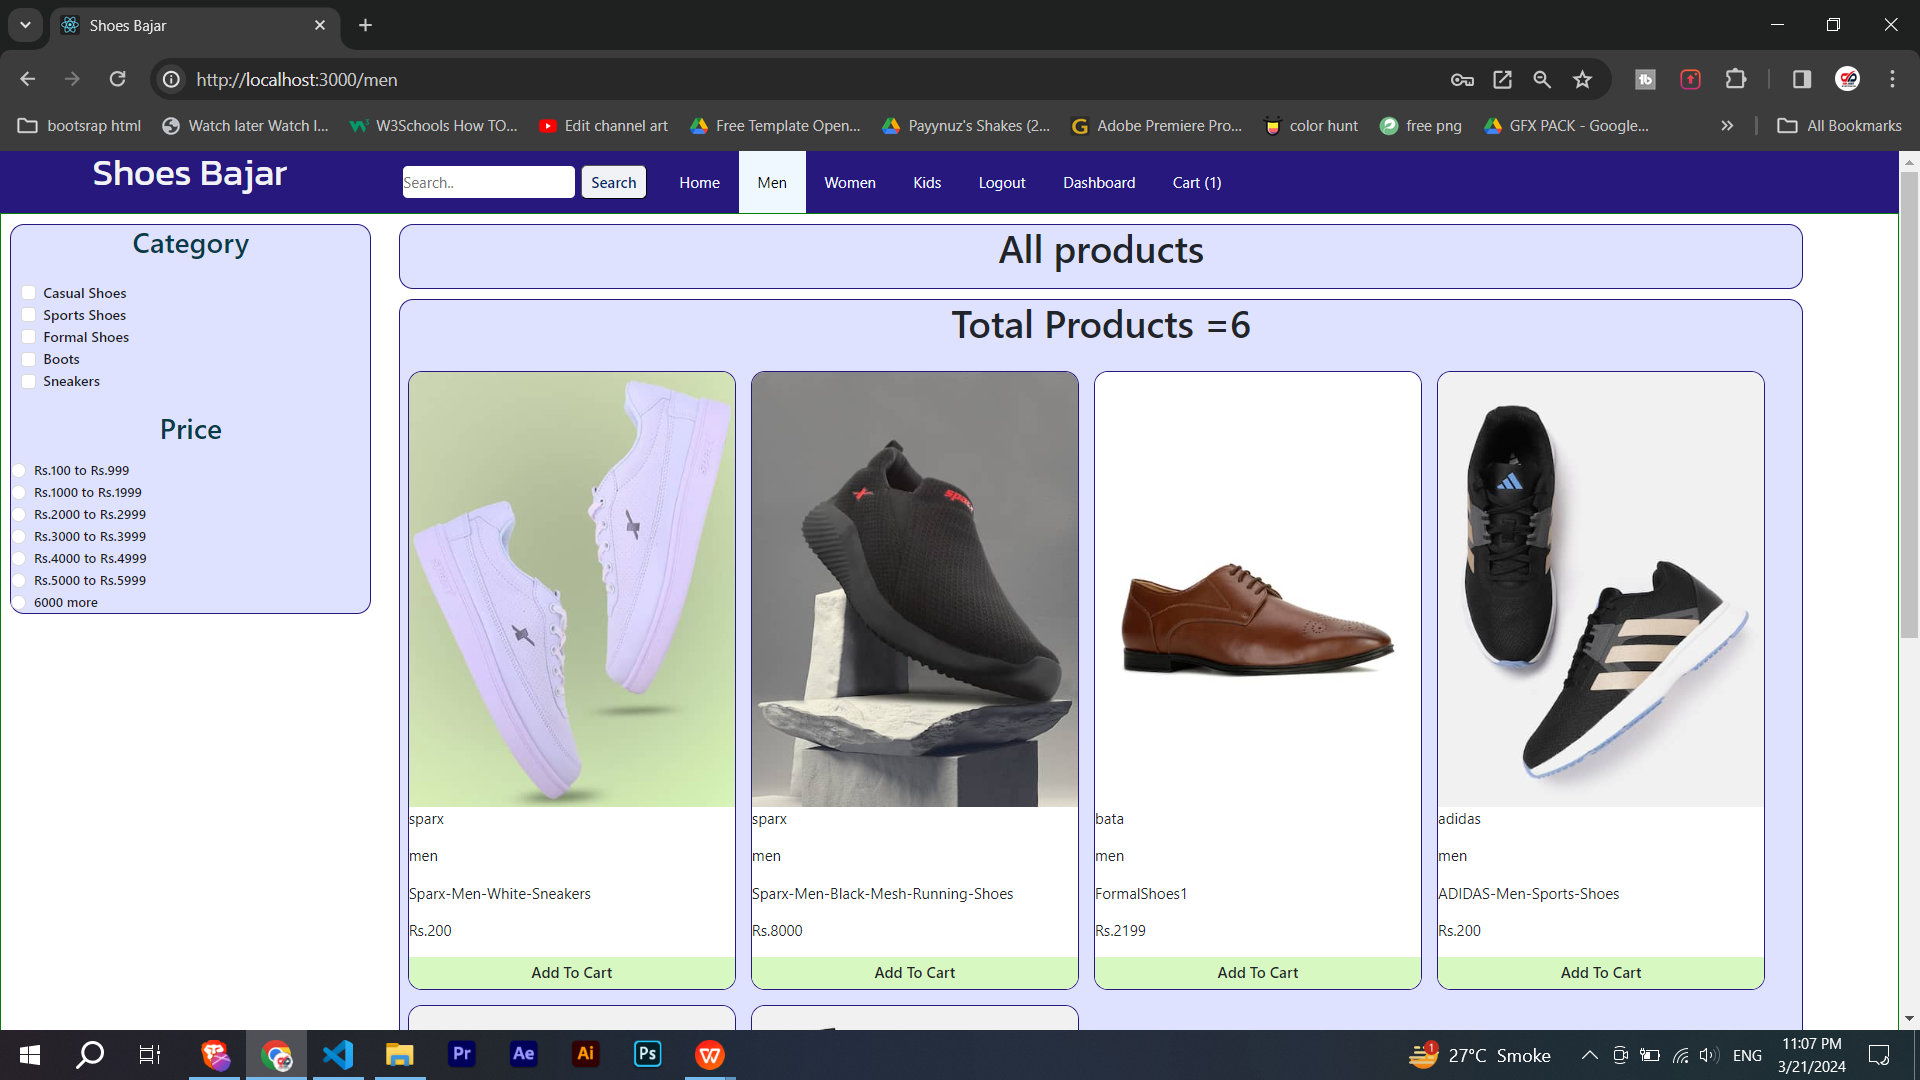 Shoes Bajar
http://localhost:3000/men
bootsrap html
Watch later Watch l...
W3Schools How TO...
Edit channel art
Free Template Open...
Payynuz's Shakes (2...
Adobe Premiere Pro...
color hunt
free png
GFX PACK - Google...
All Bookmarks
Shoes Bajar
Search..
Search
Home
Men
Women
Kids
Logout
Dashboard
Cart (1)
Category
Casual Shoes
Sports Shoes
Formal Shoes
Boots
Sneakers
Price
Rs.100 to Rs.999
Rs.1000 to Rs.1999
Rs.2000 to Rs.2999
Rs.3000 to Rs.3999
Rs.4000 to Rs.4999
Rs.5000 to Rs.5999
6000 more
All products
Total Products =6
sparx
men
Sparx-Men-White-Sneakers
Rs.200
Add To Cart
sparx
men
Sparx-Men-Black-Mesh-Running-Shoes
Rs.8000
Add To Cart
bata
men
FormalShoes1
Rs.2199
Add To Cart
adidas
men
ADIDAS-Men-Sports-Shoes
Rs.200
Add To Cart
Pr
Ae
Ai
Ps
1
27°C Smoke
ENG
11:07 PM
3/21/2024